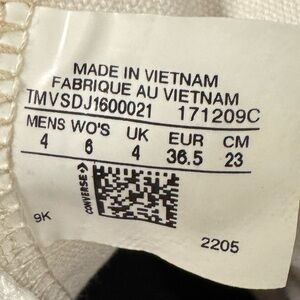 MADE IN VIETNAM
FABRIQUE AU VIETNAM
TMVSDJ1600021 171209C
MENS WO'S UK EUR CM
4 6 4 36.5 23
CONVERSE
9K 2205